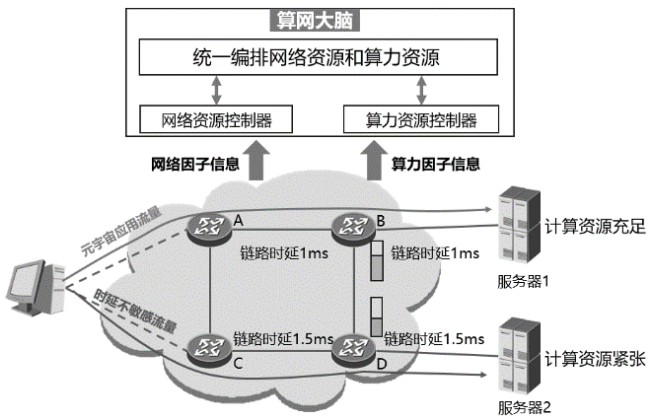 算网大脑
统一编排网络资源和算力资源
网络资源控制器
算力资源控制器
网络因子信息
算力因子信息
元宇宙应用流量
A
B
链路时延1ms
链路时延1ms
计算资源充足
服务器1
时延不敏感流量
链路时延1.5ms
链路时延1.5ms
C
D
计算资源紧张
服务器2